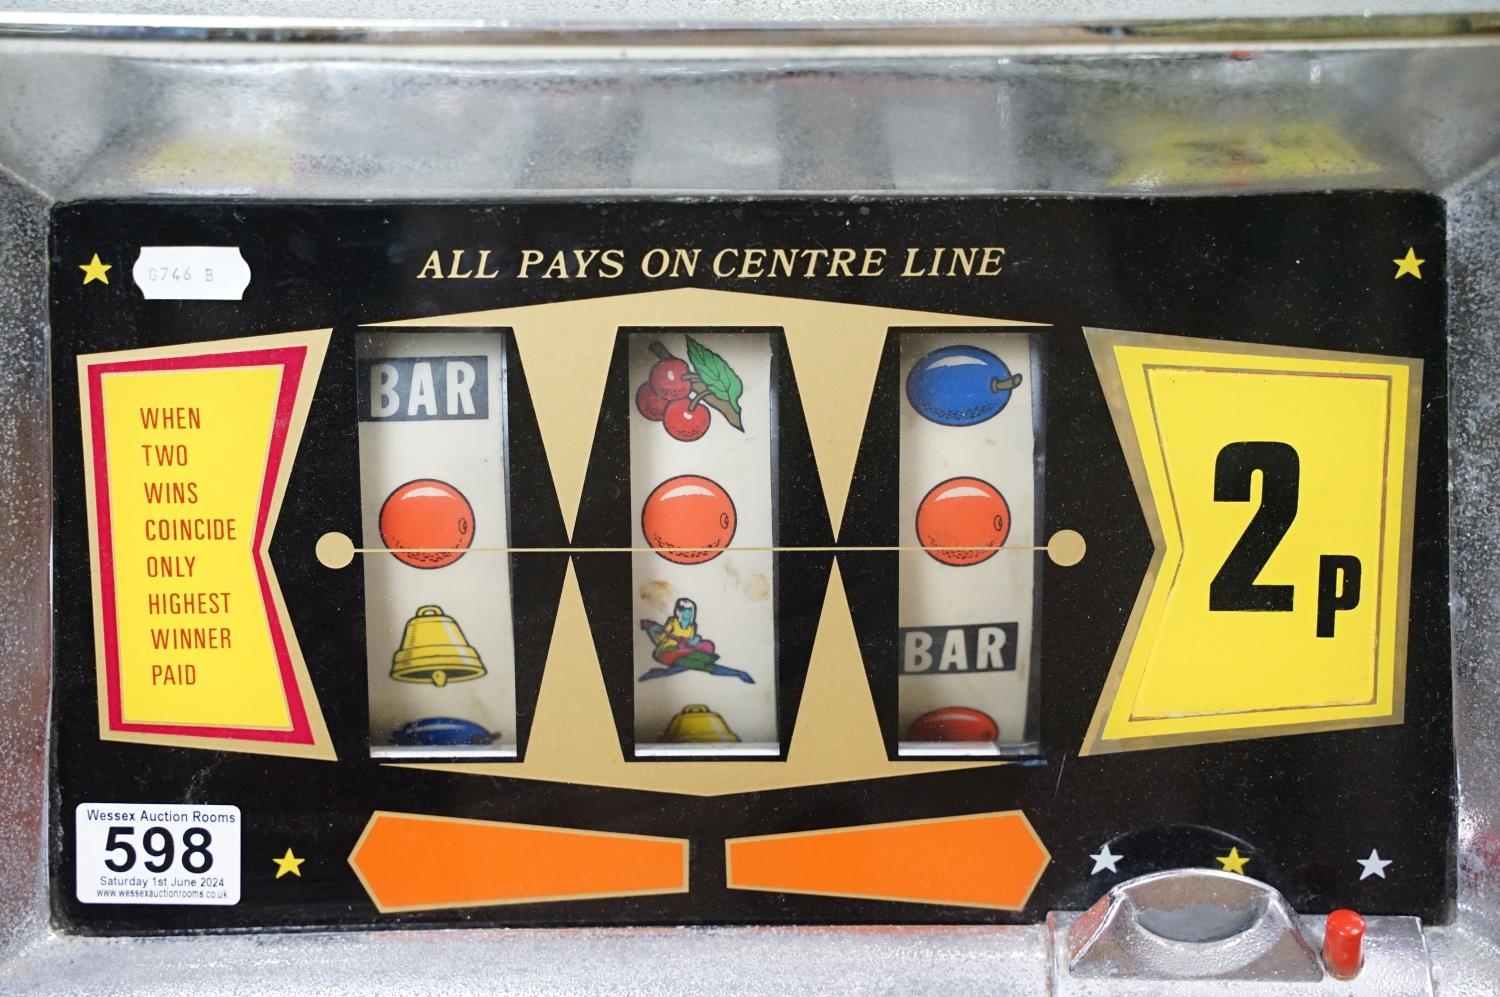 ALL PAYS ON CENTRE LINE
0746 B
WHEN
TWO
WINS
COINCIDE
ONLY
HIGHEST
WINNER
PAID
BAR
BAR
2p
Wessex Auction Rooms
598
Saturday 1st June 2024
www.wessexauctionrooms.co.uk